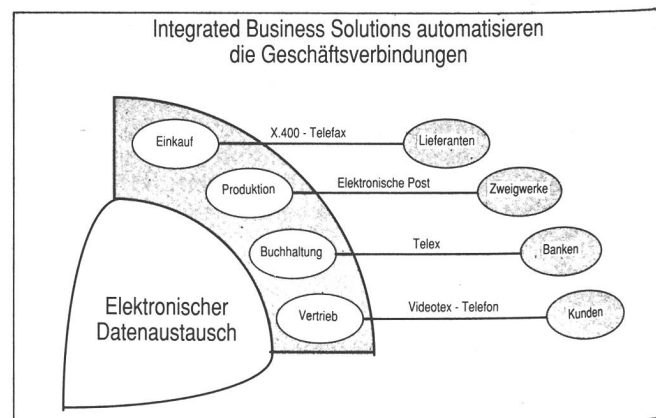 Integrated Business Solutions automatisieren
die Geschäftsverbindungen
Einkauf
X.400 - Telefax
Lieferanten
Produktion
Elektronische Post
Zweigwerke
Buchhaltung
Telex
Banken
Elektronischer
Datenaustausch
Vertrieb
Videotex - Telefon
Kunden